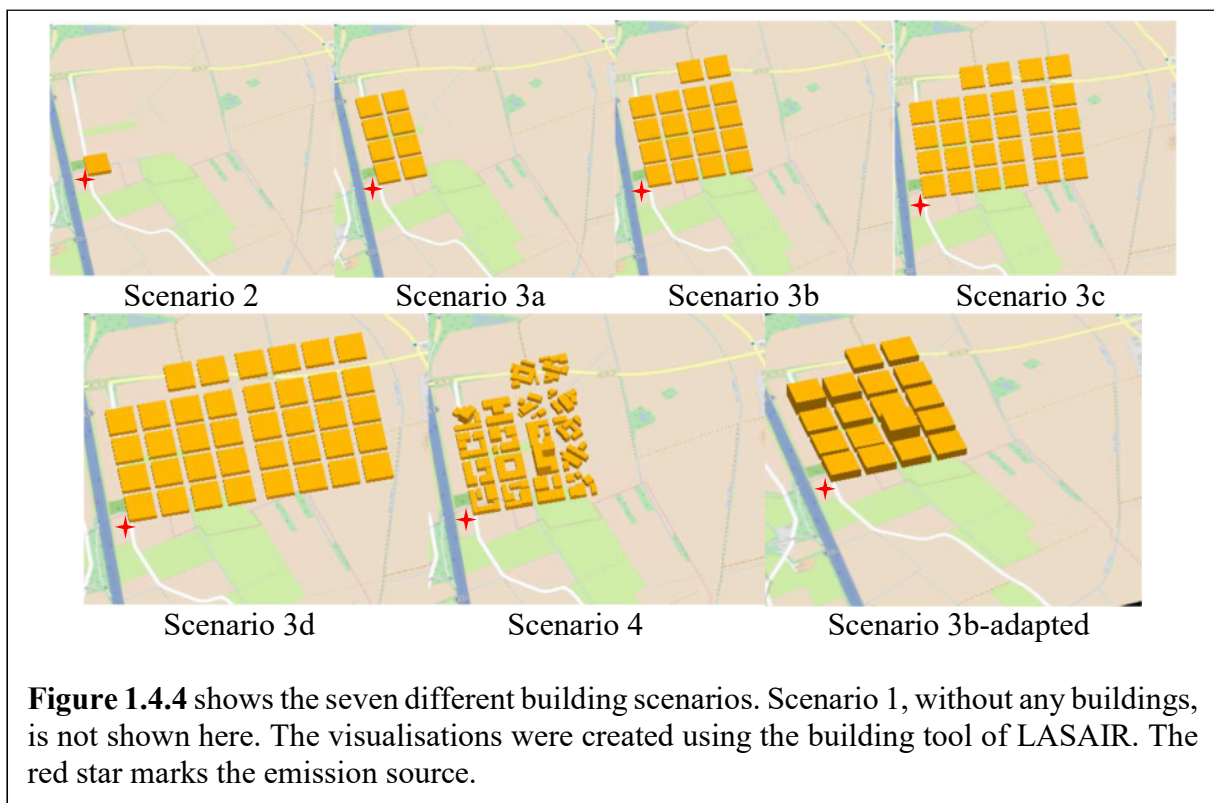 Scenario 2
Scenario 3a
Scenario 3b
Scenario 3c
Scenario 3d
Scenario 4
Scenario 3b-adapted
Figure 1.4.4 shows the seven different building scenarios. Scenario 1, without any buildings,
is not shown here. The visualisations were created using the building tool of LASAIR. The
red star marks the emission source.